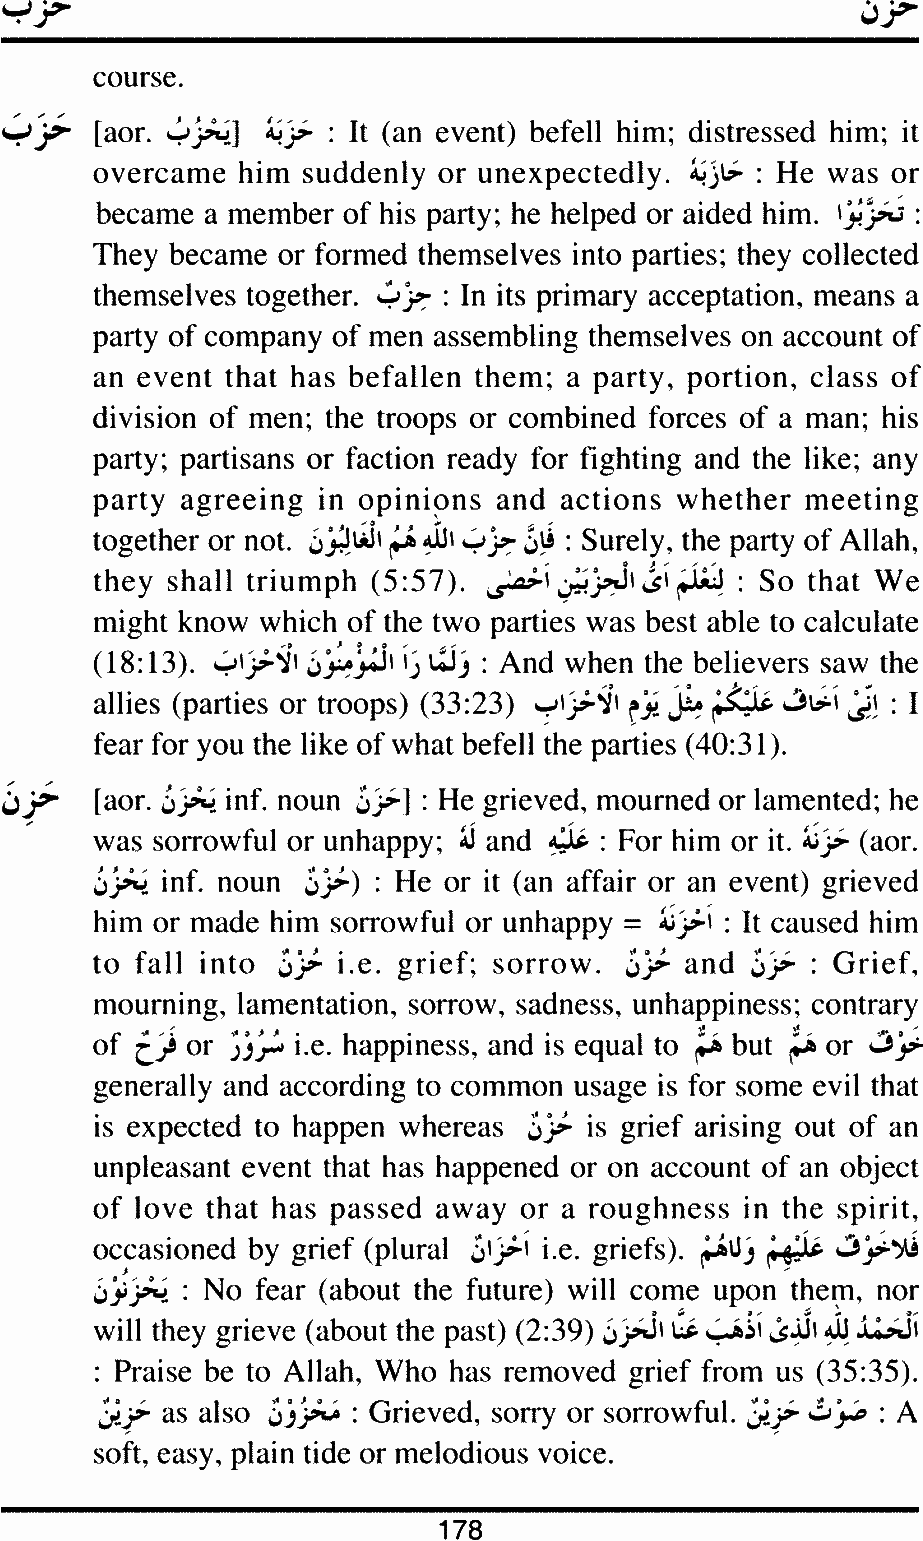 حزب حزن
course.
حَزَبَ [aor. يَحْزُبُ] حَزَبَهٗ : It (an event) befell him; distressed him; it
overcame him suddenly or unexpectedly. حَازَبَهٗ : He was or
became a member of his party; he helped or aided him. تَحَزَّبُوْا :
They became or formed themselves into parties; they collected
themselves together. حِزْبٌ : In its primary acceptation, means a
party of company of men assembling themselves on account of
an event that has befallen them; a party, portion, class of
division of men; the troops or combined forces of a man; his
party; partisans or faction ready for fighting and the like; any
party agreeing in opinions and actions whether meeting
together or not. فَاِنَّ حِزْبَ اللّٰهِ هُمُ الْغٰلِبُوْنَ : Surely, the party of Allah,
they shall triumph (5:57). لِنَعْلَمَ اَىُّ الْحِزْبَيْنِ اَحْصٰى : So that We
might know which of the two parties was best able to calculate
(18:13). وَلَمَّا رَاَ الْمُؤْمِنُوْنَ الْاَحْزَابَ : And when the believers saw the
allies (parties or troops) (33:23) اِنِّىْ اَخَافُ عَلَيْكُمْ مِثْلَ يَوْمِ الْاَحْزَابِ : I
fear for you the like of what befell the parties (40:31).
حَزِنَ [aor. يَحْزَنُ inf. noun حَزَنٌ] : He grieved, mourned or lamented; he
was sorrowful or unhappy; لَهٗ and عَلَيْهِ : For him or it. حَزَنَهٗ (aor.
يَحْزُنُ inf. noun حُزْنٌ) : He or it (an affair or an event) grieved
him or made him sorrowful or unhappy = اَحْزَنَهٗ : It caused him
to fall into حُزْنٌ i.e. grief; sorrow. حُزْنٌ and حَزَنٌ : Grief,
mourning, lamentation, sorrow, sadness, unhappiness; contrary
of فَرَحٌ or سُرُوْرٌ i.e. happiness, and is equal to هَمٌّ but هَمٌّ or خَوْفٌ
generally and according to common usage is for some evil that
is expected to happen whereas حُزْنٌ is grief arising out of an
unpleasant event that has happened or on account of an object
of love that has passed away or a roughness in the spirit,
occasioned by grief (plural اَحْزَانٌ i.e. griefs). فَلَاخَوْفٌ عَلَيْهِمْ وَلَاهُمْ
يَحْزَنُوْنَ : No fear (about the future) will come upon them, nor
will they grieve (about the past) (2:39) اَلْحَمْدُ لِلّٰهِ الَّذِىْ اَذْهَبَ عَنَّا الْحَزَنَ
: Praise be to Allah, Who has removed grief from us (35:35).
حَزِيْنٌ as also مَحْزُوْنٌ : Grieved, sorry or sorrowful. صَوْتٌ حَزِيْنٌ : A
soft, easy, plain tide or melodious voice.
178